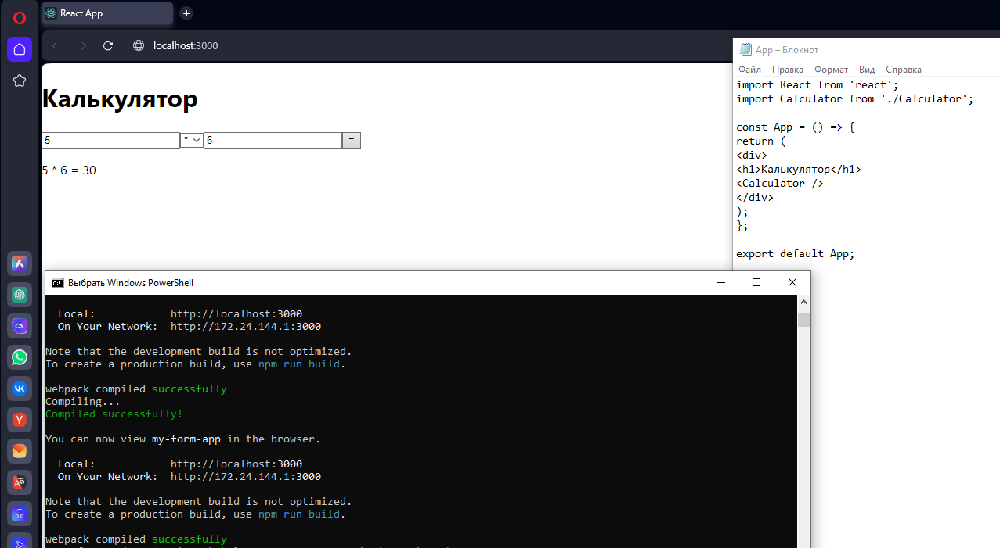 React App
localhost:3000
Калькулятор
5 * 6 =
5 * 6 = 30
App – Блокнот
Файл Правка Формат Вид Справка
import React from 'react';
import Calculator from './Calculator';
const App = () => {
return (
<div>
<h1>Калькулятор</h1>
<Calculator />
</div>
);
};
export default App;
Выбрать Windows PowerShell
Local: http://localhost:3000
On Your Network: http://172.24.144.1:3000
Note that the development build is not optimized.
To create a production build, use npm run build.
webpack compiled successfully
Compiling...
Compiled successfully!
You can now view my-form-app in the browser.
Local: http://localhost:3000
On Your Network: http://172.24.144.1:3000
Note that the development build is not optimized.
To create a production build, use npm run build.
webpack compiled successfully